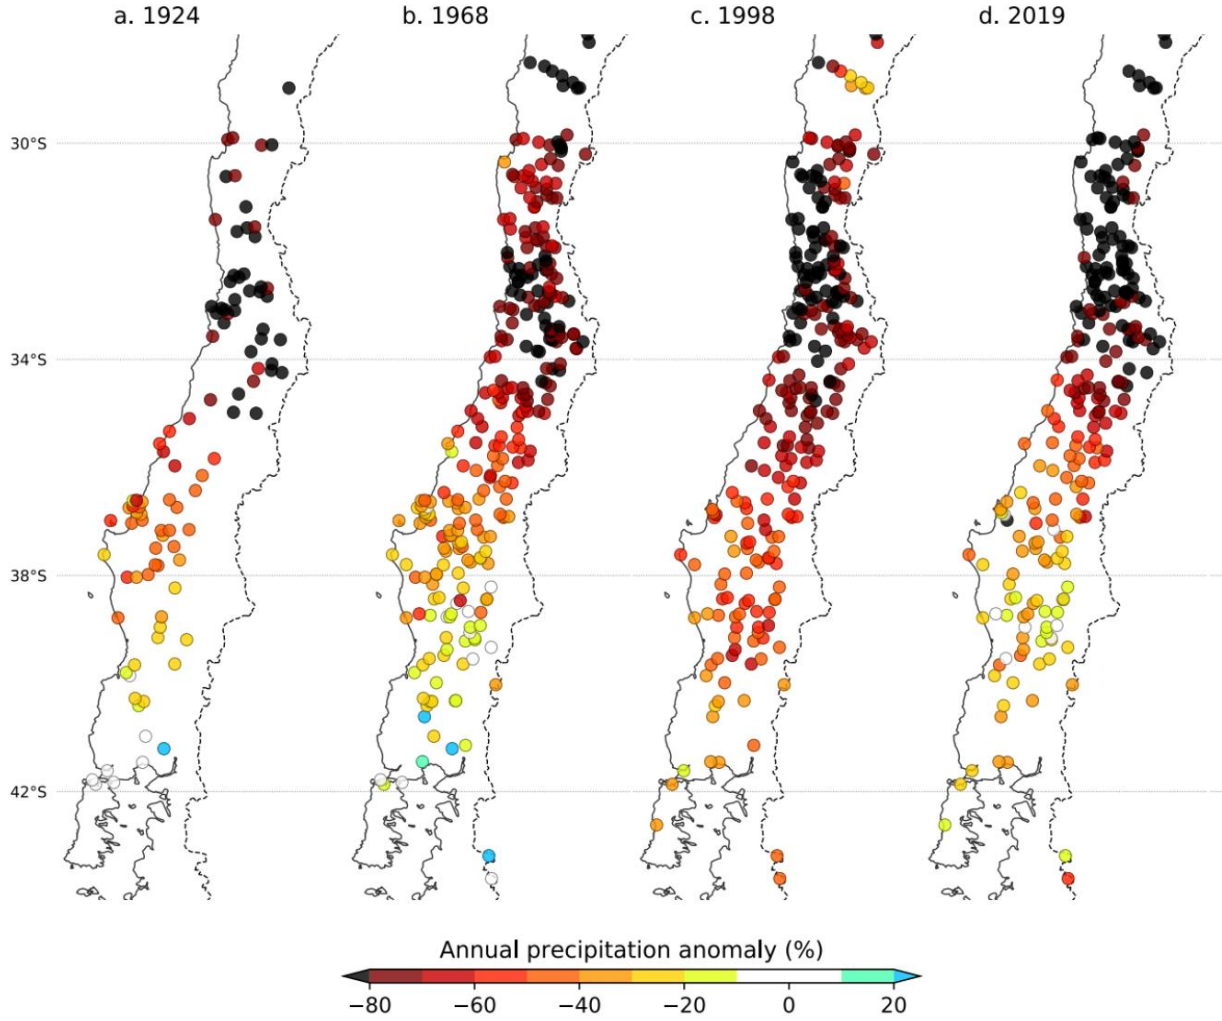 a. 1924
b. 1968
c. 1998
d. 2019
30°S
34°S
38°S
42°S
Annual precipitation anomaly (%)
−80 −60 −40 −20 0 20